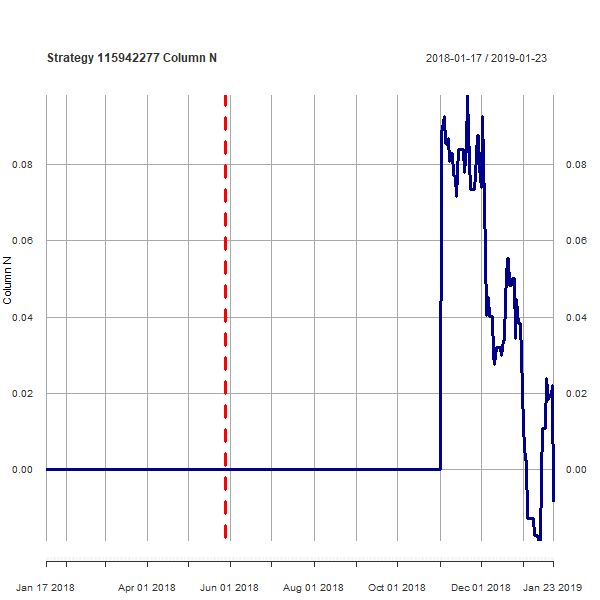 Strategy 115942277 Column N 2018-01-17 / 2019-01-23
Column N
0.08 0.08
0.06 0.06
0.04 0.04
0.02 0.02
0.00 0.00
Jan 17 2018 Apr 01 2018 Jun 01 2018 Aug 01 2018 Oct 01 2018 Dec 01 2018 Jan 23 2019